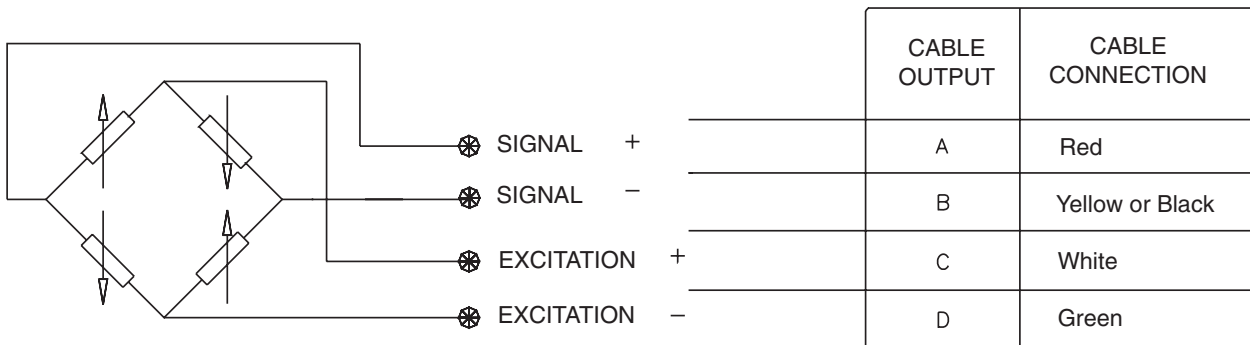 CABLE OUTPUT CABLE CONNECTION
SIGNAL + A Red
SIGNAL − B Yellow or Black
EXCITATION + C White
EXCITATION − D Green